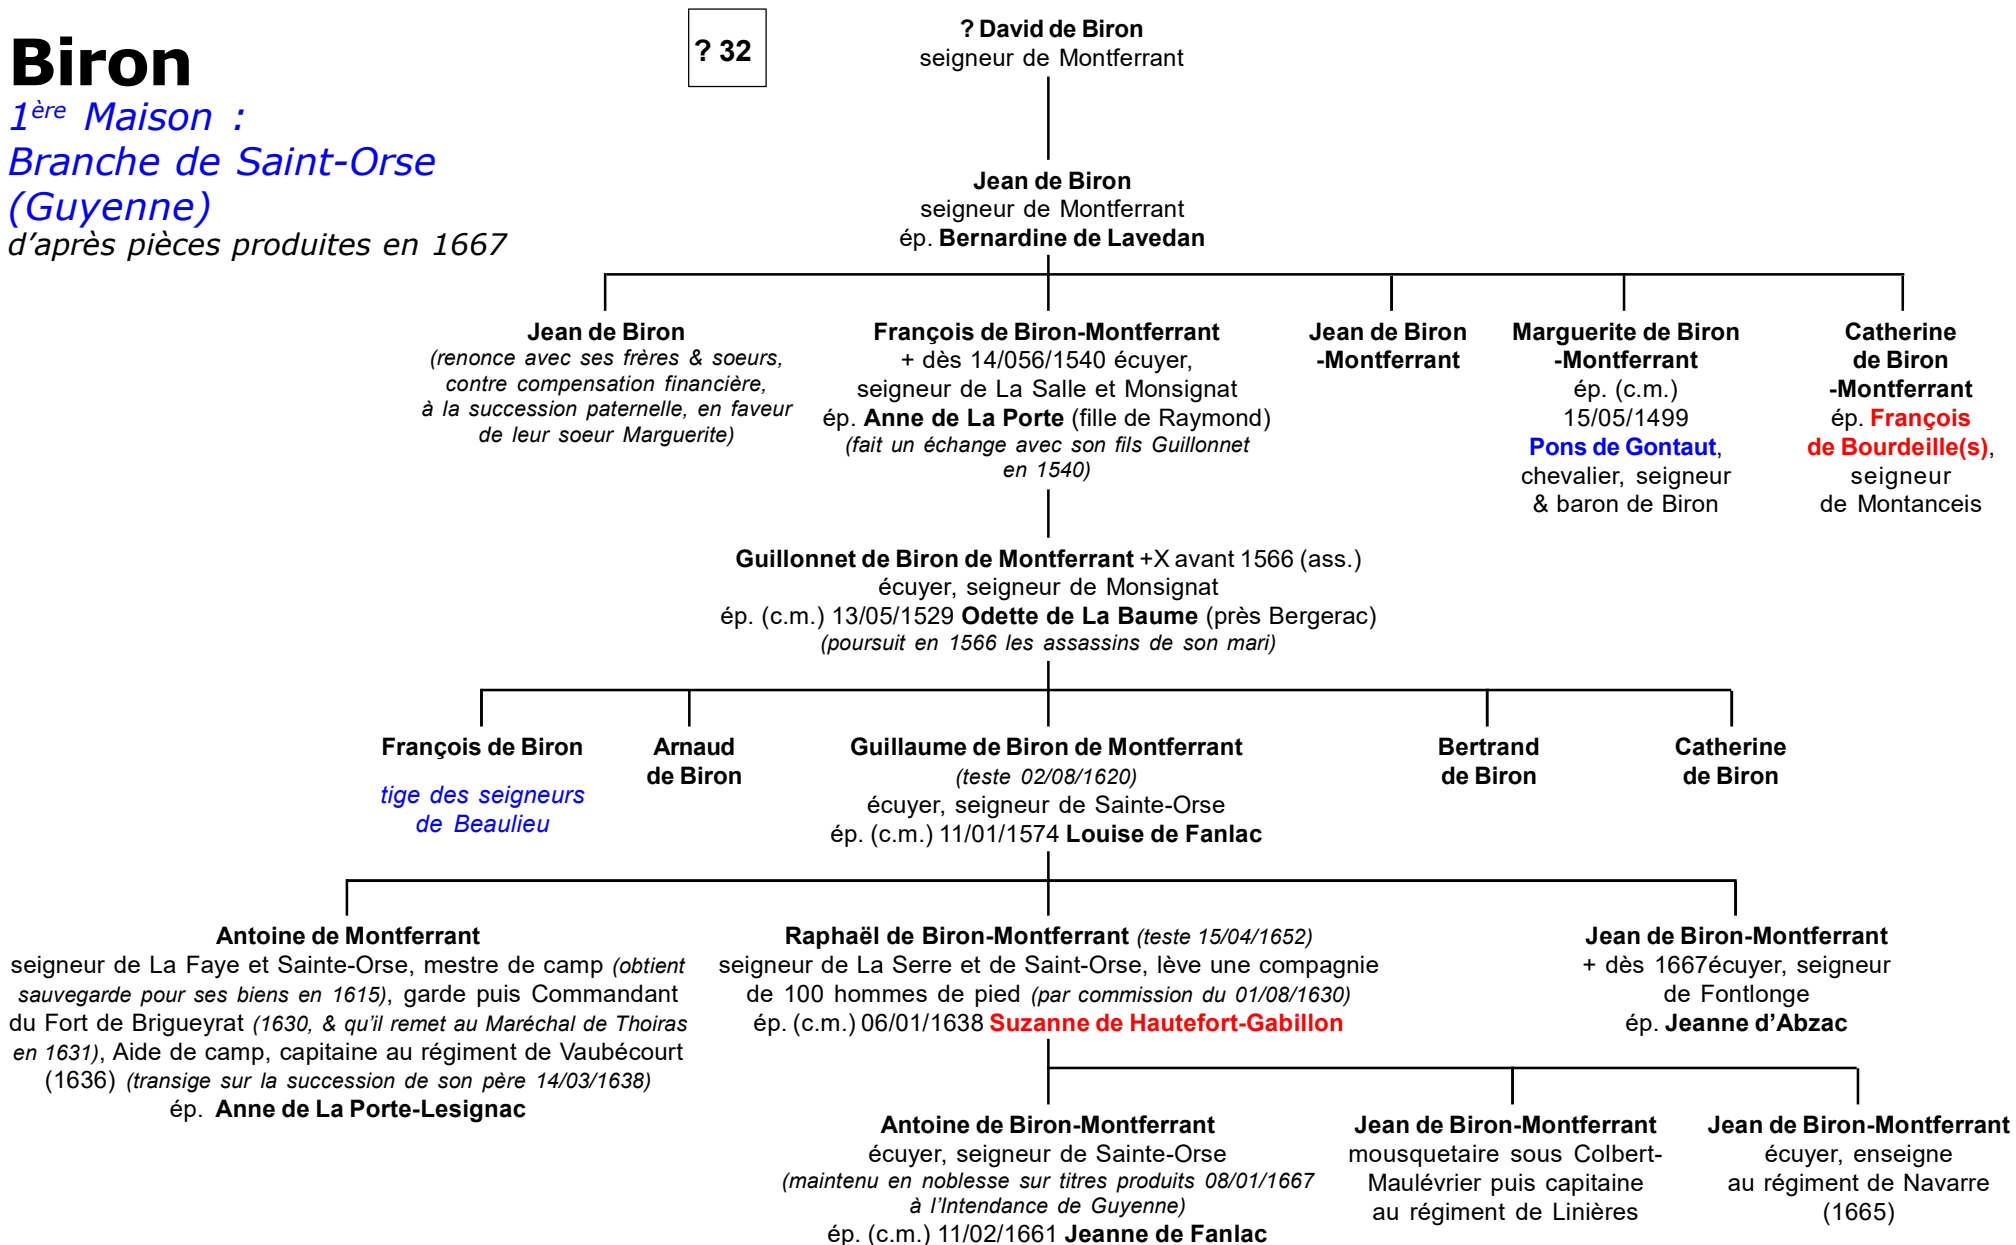 Biron
1ère Maison :
Branche de Saint-Orse
(Guyenne)
d’après pièces produites en 1667
? 32
? David de Biron
seigneur de Montferrant
Jean de Biron
seigneur de Montferrant
ép. Bernardine de Lavedan
Jean de Biron
(renonce avec ses frères & soeurs,
contre compensation financière,
à la succession paternelle, en faveur
de leur soeur Marguerite)
François de Biron-Montferrant
+ dès 14/056/1540 écuyer,
seigneur de La Salle et Monsignat
ép. Anne de La Porte (fille de Raymond)
(fait un échange avec son fils Guillonnet
en 1540)
Jean de Biron
-Montferrant
Marguerite de Biron
-Montferrant
ép. (c.m.)
15/05/1499
Pons de Gontaut,
chevalier, seigneur
& baron de Biron
Catherine
de Biron
-Montferrant
ép. François
de Bourdeille(s),
seigneur
de Montanceis
Guillonnet de Biron de Montferrant +X avant 1566 (ass.)
écuyer, seigneur de Monsignat
ép. (c.m.) 13/05/1529 Odette de La Baume (près Bergerac)
(poursuit en 1566 les assassins de son mari)
François de Biron
tige des seigneurs
de Beaulieu
Arnaud
de Biron
Guillaume de Biron de Montferrant
(teste 02/08/1620)
écuyer, seigneur de Sainte-Orse
ép. (c.m.) 11/01/1574 Louise de Fanlac
Bertrand
de Biron
Catherine
de Biron
Antoine de Montferrant
seigneur de La Faye et Sainte-Orse, mestre de camp (obtient
sauvegarde pour ses biens en 1615), garde puis Commandant
du Fort de Brigueyrat (1630, & qu’il remet au Maréchal de Thoiras
en 1631), Aide de camp, capitaine au régiment de Vaubécourt
(1636) (transige sur la succession de son père 14/03/1638)
ép. Anne de La Porte-Lesignac
Raphaël de Biron-Montferrant (teste 15/04/1652)
seigneur de La Serre et de Saint-Orse, lève une compagnie
de 100 hommes de pied (par commission du 01/08/1630)
ép. (c.m.) 06/01/1638 Suzanne de Hautefort-Gabillon
Jean de Biron-Montferrant
+ dès 1667écuyer, seigneur
de Fontlonge
ép. Jeanne d’Abzac
Antoine de Biron-Montferrant
écuyer, seigneur de Sainte-Orse
(maintenu en noblesse sur titres produits 08/01/1667
à l’Intendance de Guyenne)
ép. (c.m.) 11/02/1661 Jeanne de Fanlac
Jean de Biron-Montferrant
mousquetaire sous Colbert-
Maulévrier puis capitaine
au régiment de Linières
Jean de Biron-Montferrant
écuyer, enseigne
au régiment de Navarre
(1665)